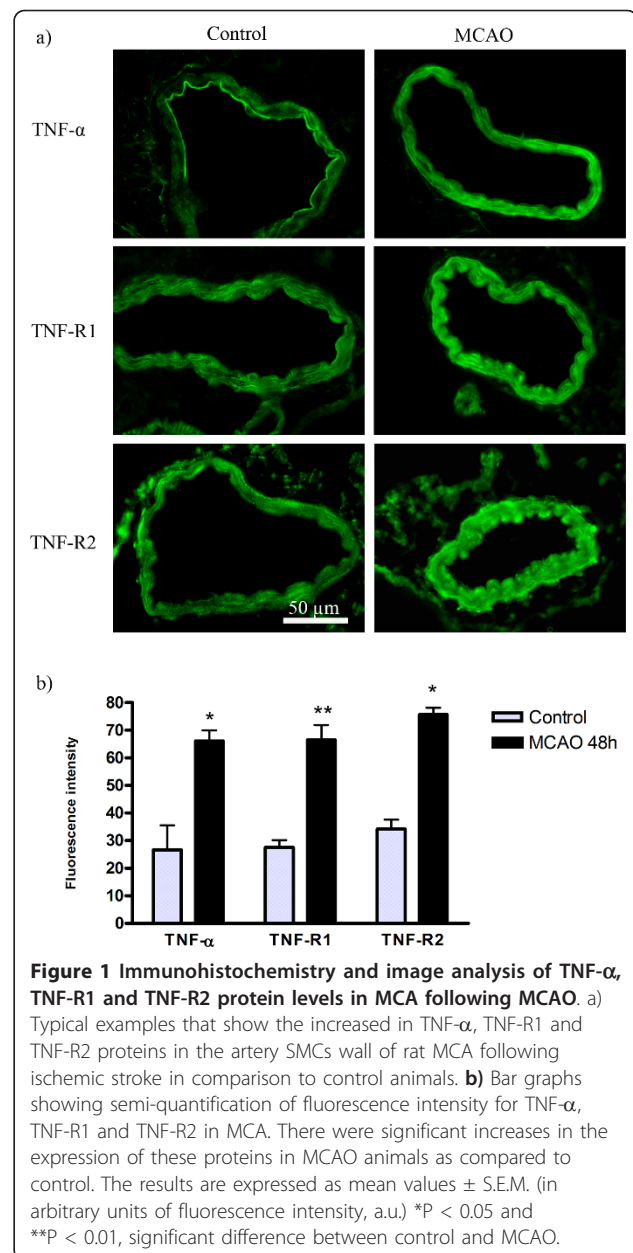 a)
Control
MCAO
TNF-α
TNF-R1
TNF-R2
50 µm
b)
80
70
60
50
40
30
20
10
0
Fluorescence intensity
*
**
*
Control
MCAO 48h
TNF-α
TNF-R1
TNF-R2
Figure 1 Immunohistochemistry and image analysis of TNF-α,
TNF-R1 and TNF-R2 protein levels in MCA following MCAO. a)
Typical examples that show the increased in TNF-α, TNF-R1 and
TNF-R2 proteins in the artery SMCs wall of rat MCA following
ischemic stroke in comparison to control animals. b) Bar graphs
showing semi-quantification of fluorescence intensity for TNF-α,
TNF-R1 and TNF-R2 in MCA. There were significant increases in the
expression of these proteins in MCAO animals as compared to
control. The results are expressed as mean values ± S.E.M. (in
arbitrary units of fluorescence intensity, a.u.) *P < 0.05 and
**P < 0.01, significant difference between control and MCAO.